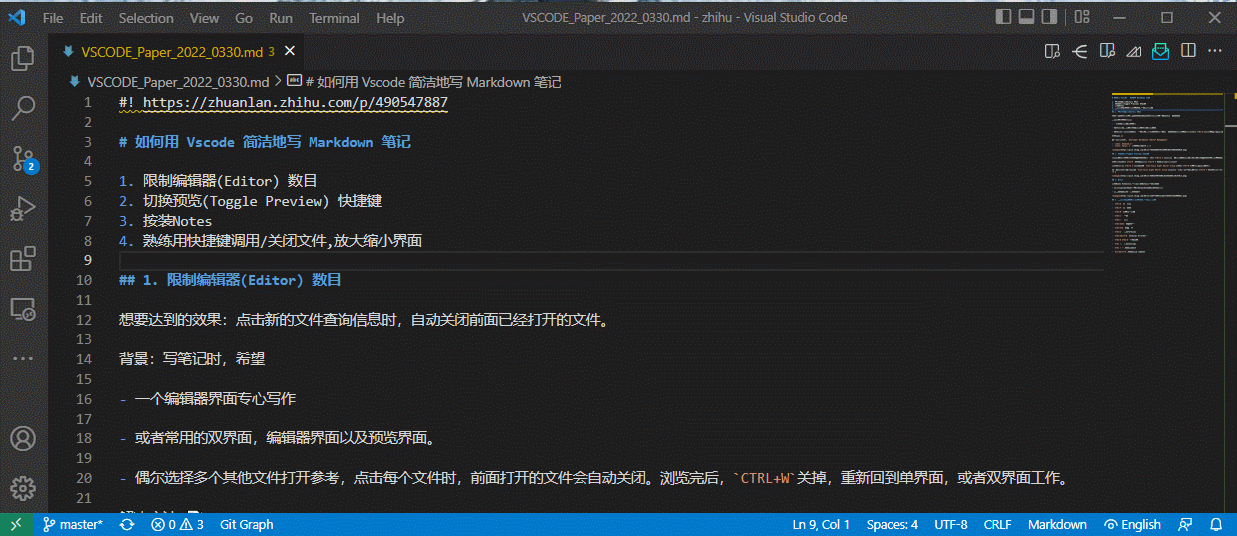 File Edit Selection View Go Run Terminal Help VSCODE_Paper_2022_0330.md - zhihu - Visual Studio Code
VSCODE_Paper_2022_0330.md 3
VSCODE_Paper_2022_0330.md > # 如何用 Vscode 简洁地写 Markdown 笔记
1 #! https://zhuanlan.zhihu.com/p/490547887
2
3 # 如何用 Vscode 简洁地写 Markdown 笔记
4
5 1. 限制编辑器(Editor) 数目
6 2. 切换预览(Toggle Preview) 快捷键
7 3. 按装Notes
8 4. 熟练用快捷键调用/关闭文件,放大缩小界面
9
10 ## 1. 限制编辑器(Editor) 数目
11
12 想要达到的效果：点击新的文件查询信息时，自动关闭前面已经打开的文件。
13
14 背景：写笔记时，希望
15
16 - 一个编辑器界面专心写作
17
18 - 或者常用的双界面，编辑器界面以及预览界面。
19
20 - 偶尔选择多个其他文件打开参考，点击每个文件时，前面打开的文件会自动关闭。浏览完后，`CTRL+W`关掉，重新回到单界面，或者双界面工作。
21
2
master* 0 3 Git Graph Ln 9, Col 1 Spaces: 4 UTF-8 CRLF Markdown English